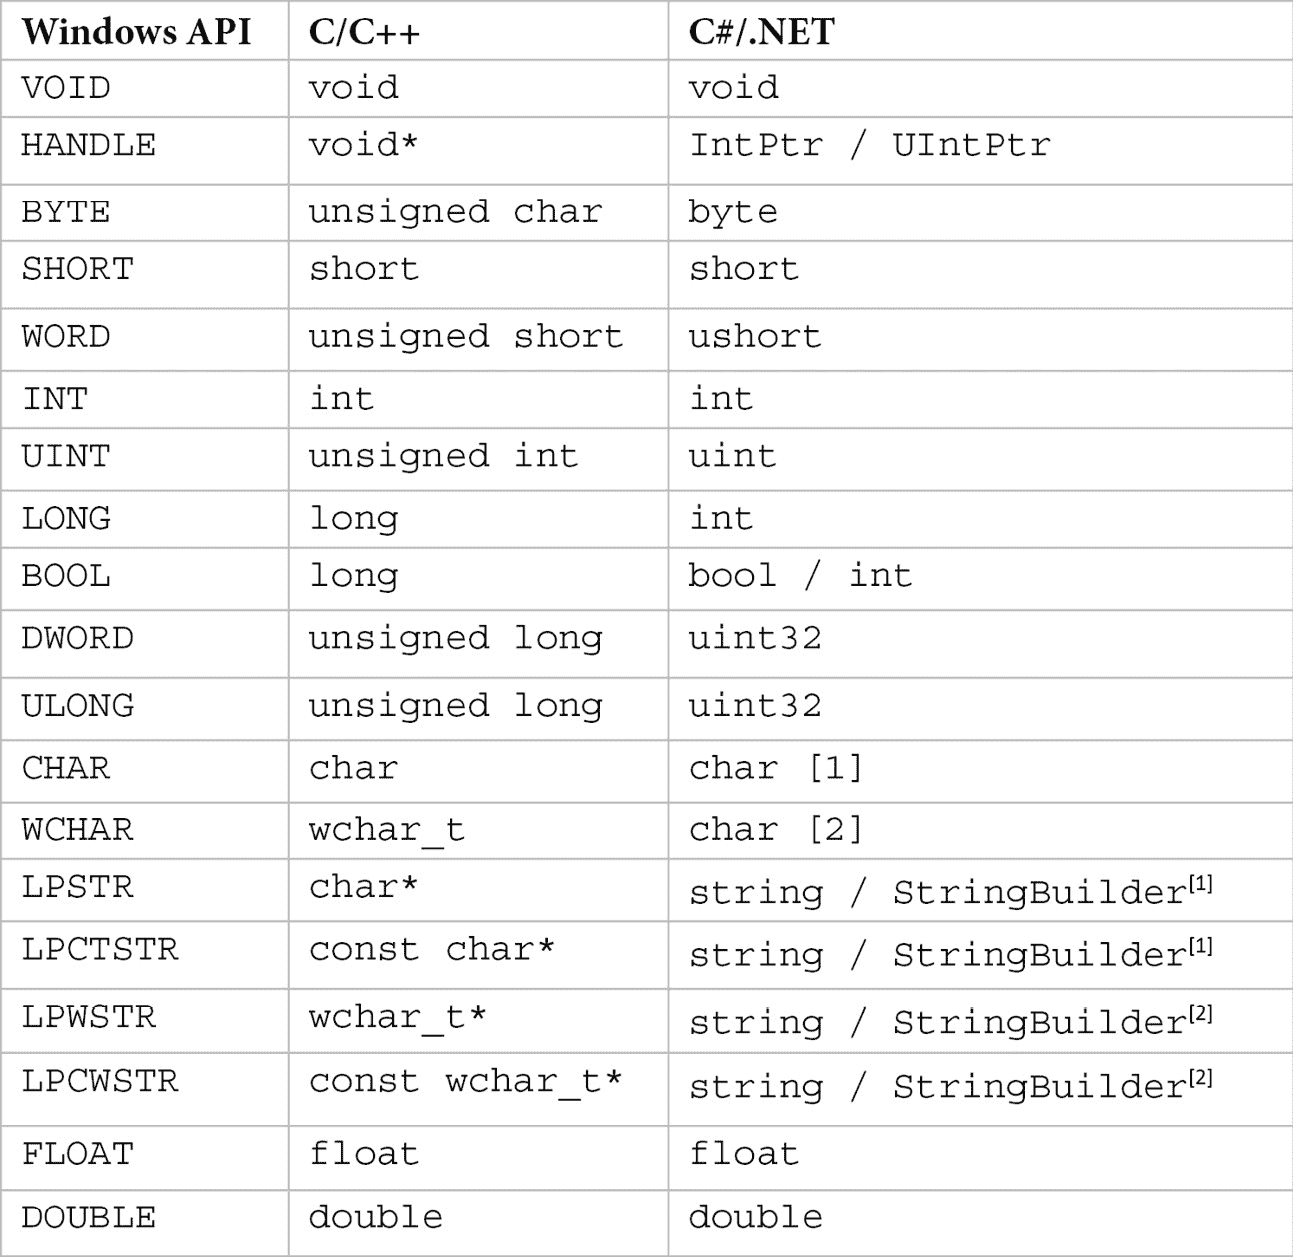 Windows API C/C++ C#/.NET
VOID void void
HANDLE void* IntPtr / UIntPtr
BYTE unsigned char byte
SHORT short short
WORD unsigned short ushort
INT int int
UINT unsigned int uint
LONG long int
BOOL long bool / int
DWORD unsigned long uint32
ULONG unsigned long uint32
CHAR char char [1]
WCHAR wchar_t char [2]
LPSTR char* string / StringBuilder[1]
LPCTSTR const char* string / StringBuilder[1]
LPWSTR wchar_t* string / StringBuilder[2]
LPCWSTR const wchar_t* string / StringBuilder[2]
FLOAT float float
DOUBLE double double